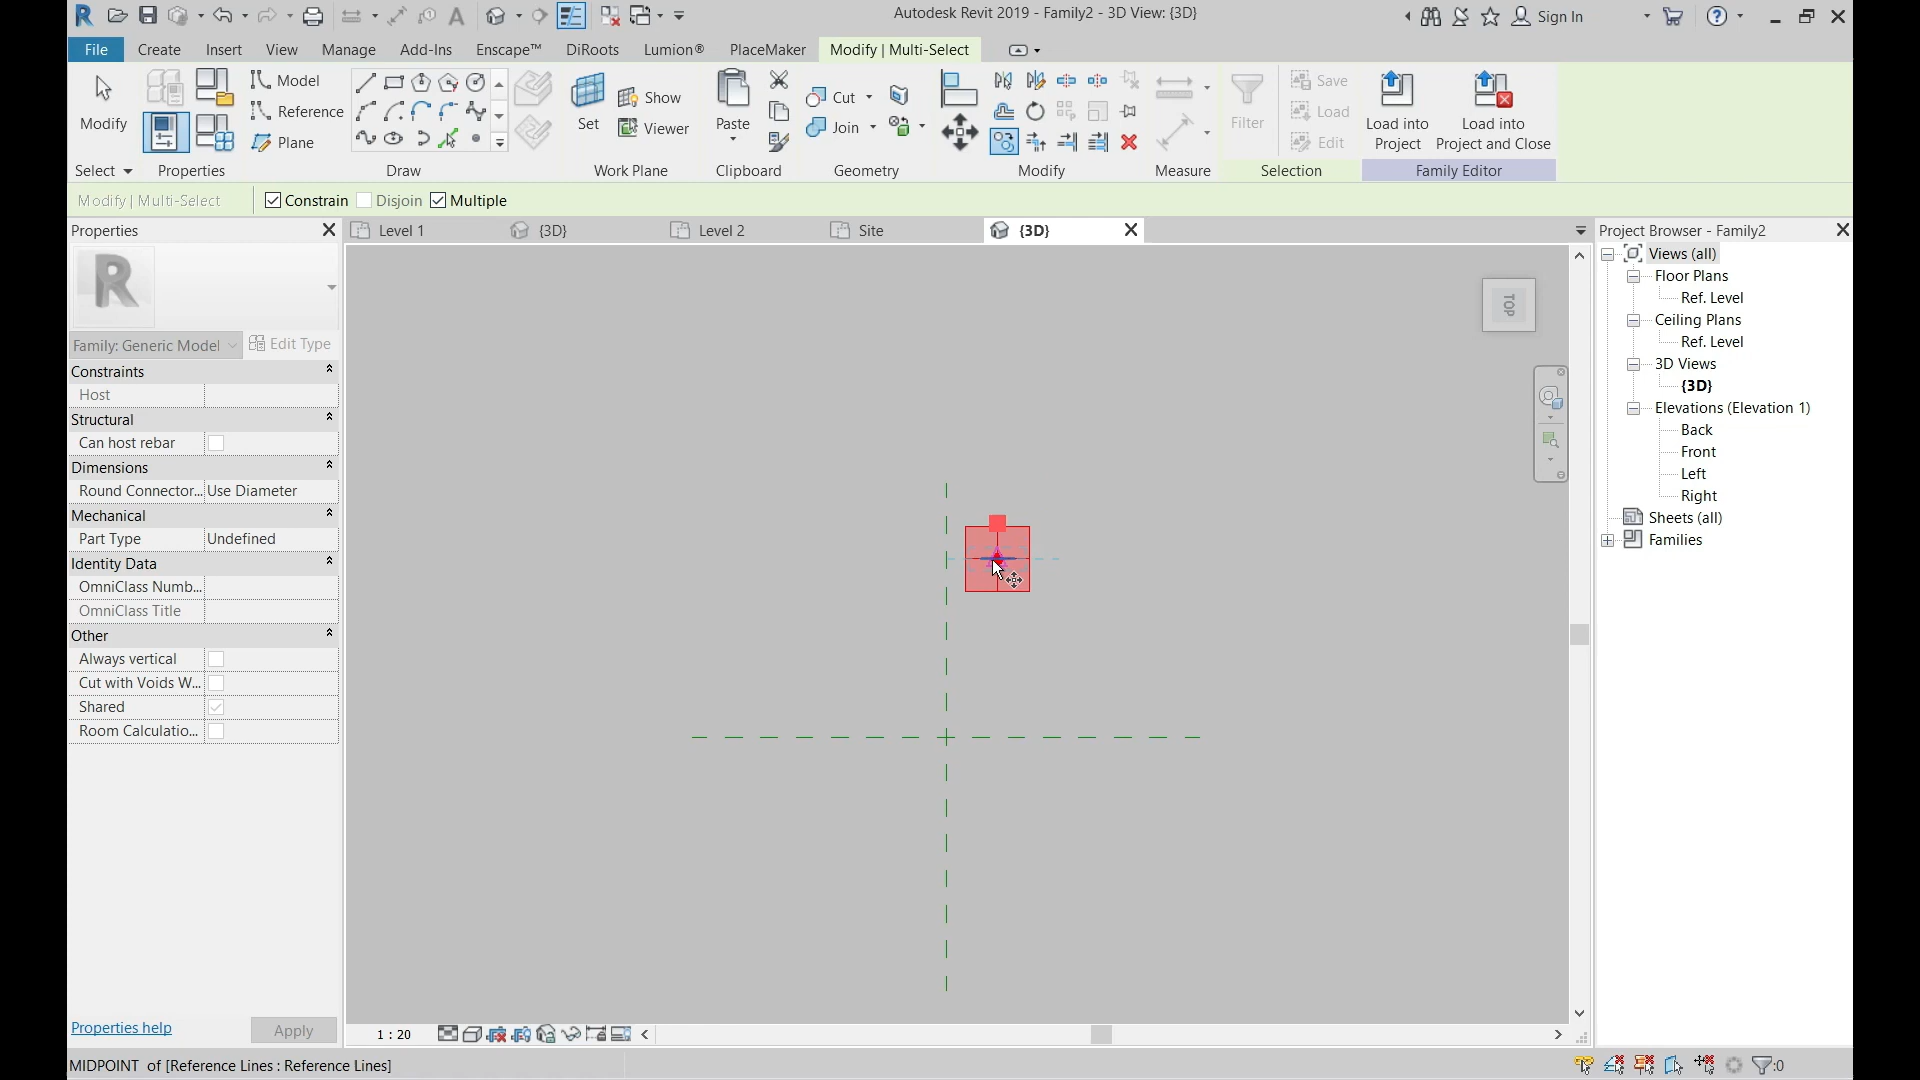 Autodesk Revit 2019 - Family2 - 3D View: {3D}
Sign In
File Create Insert View Manage Add-Ins Enscape™ DiRoots Lumion® PlaceMaker Modify | Multi-Select
Modify
Model
Reference
Plane
Set
Show
Viewer
Paste
Cut
Join
Filter
Save
Load
Edit
Load into
Project
Load into
Project and Close
Select Properties Draw Work Plane Clipboard Geometry Modify Measure Selection Family Editor
Modify | Multi-Select Constrain Disjoin Multiple
Properties
Level 1 {3D} Level 2 Site {3D}
Project Browser - Family2
R
Family: Generic Model Edit Type
Constraints
Host
Structural
Can host rebar
Dimensions
Round Connector... Use Diameter
Mechanical
Part Type Undefined
Identity Data
OmniClass Numb...
OmniClass Title
Other
Always vertical
Cut with Voids W...
Shared
Room Calculatio...
Properties help Apply
TOP
Views (all)
Floor Plans
Ref. Level
Ceiling Plans
Ref. Level
3D Views
{3D}
Elevations (Elevation 1)
Back
Front
Left
Right
Sheets (all)
Families
1 : 20
MIDPOINT of [Reference Lines : Reference Lines]
:0